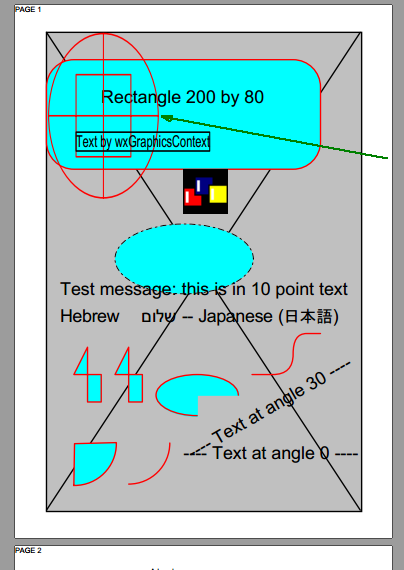 PAGE 1
Rectangle 200 by 80
Text by wxGraphicsContext
Test message: this is in 10 point text
Hebrew שלום -- Japanese (日本語)
----- Text at angle 30 ----
---- Text at angle 0 ----
PAGE 2